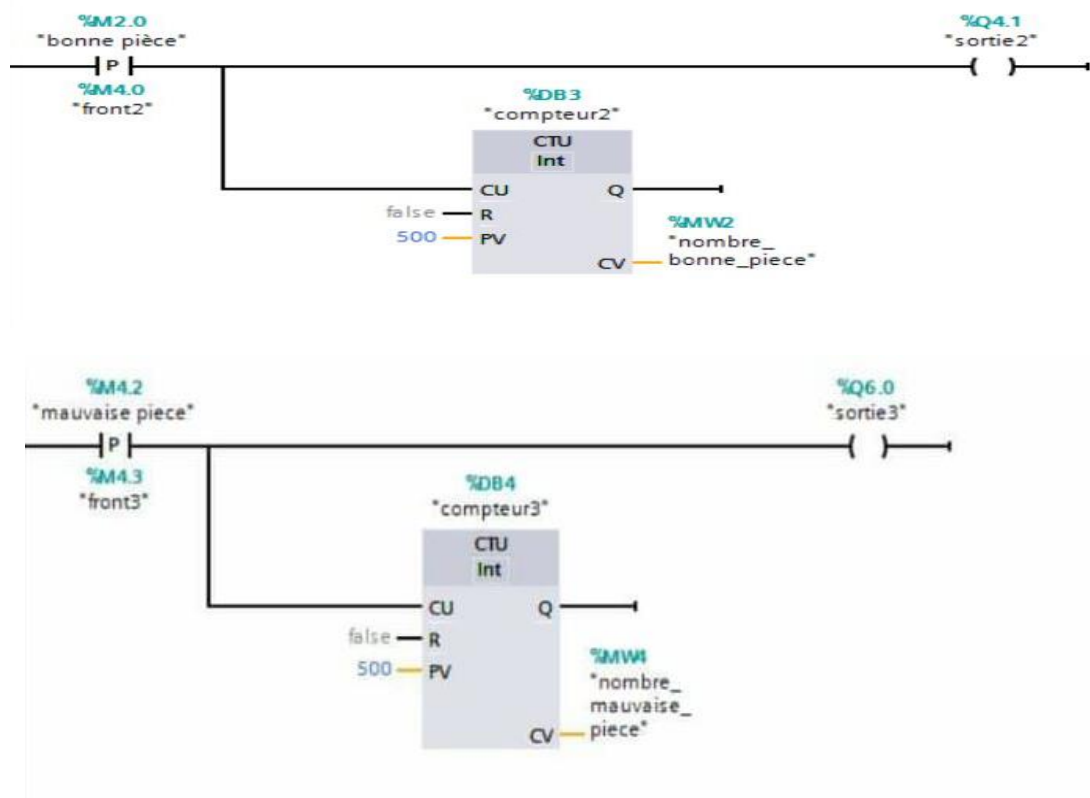 %M2.0
"bonne pièce"
P
%M4.0
"front2"
%Q4.1
"sortie2"
%DB3
"compteur2"
CTU
Int
CU Q
false R
500 PV
%MW2
"nombre_
bonne_piece"
CV
%M4.2
"mauvaise piece"
P
%M4.3
"front3"
%Q6.0
"sortie3"
%DB4
"compteur3"
CTU
Int
CU Q
false R
500 PV
%MW4
"nombre_
mauvaise_
piece"
CV